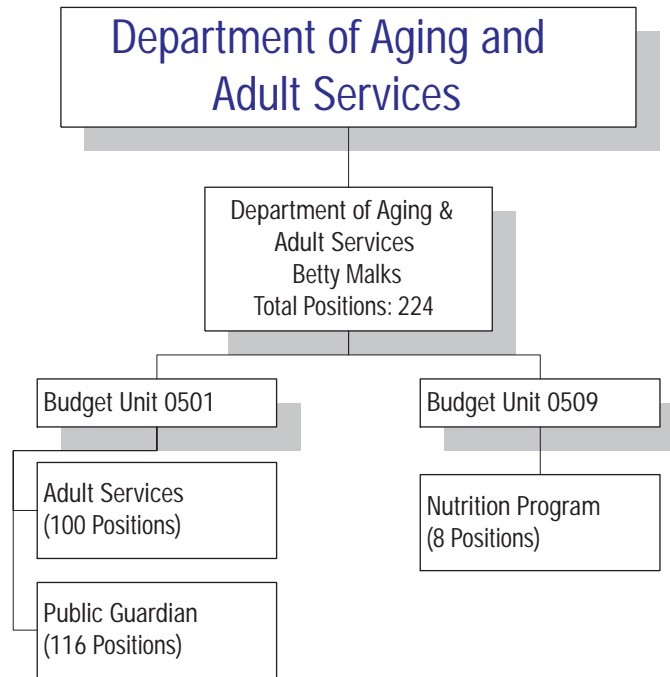 Department of Aging and
Adult Services
Department of Aging &
Adult Services
Betty Malks
Total Positions: 224
Budget Unit 0501
Budget Unit 0509
Adult Services
(100 Positions)
Nutrition Program
(8 Positions)
Public Guardian
(116 Positions)